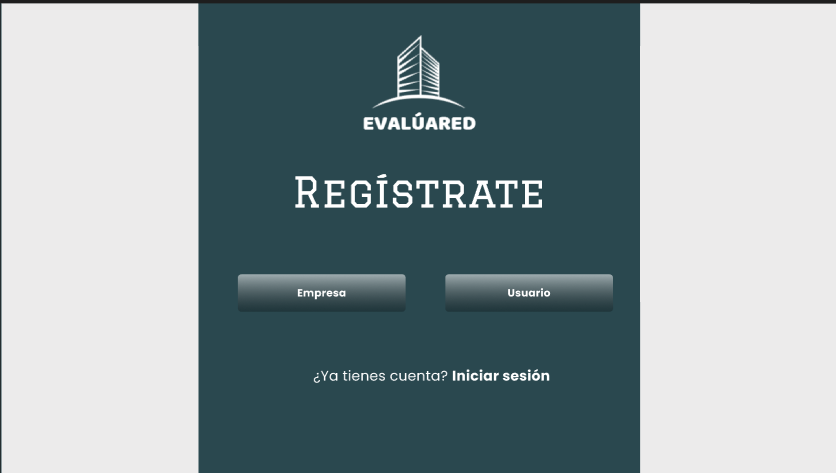 EVALÚARED
Regístrate
Empresa
Usuario
¿Ya tienes cuenta? Iniciar sesión